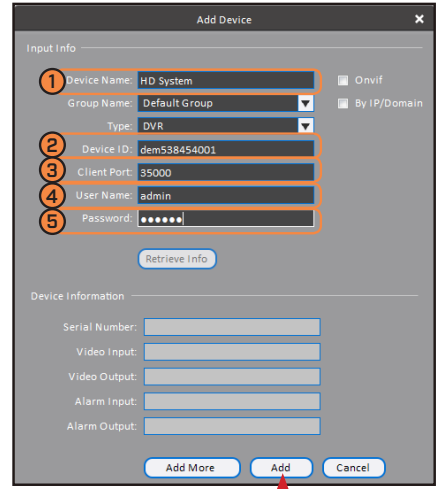 Add Device
Input Info
1 Device Name: HD System Onvif
Group Name: Default Group By IP/Domain
Type: DVR
2 Device ID: dem538454001
3 Client Port: 35000
4 User Name: admin
5 Password: ●●●●●●
Retrieve Info
Device Information
Serial Number:
Video Input:
Video Output:
Alarm Input:
Alarm Output:
Add More Add Cancel